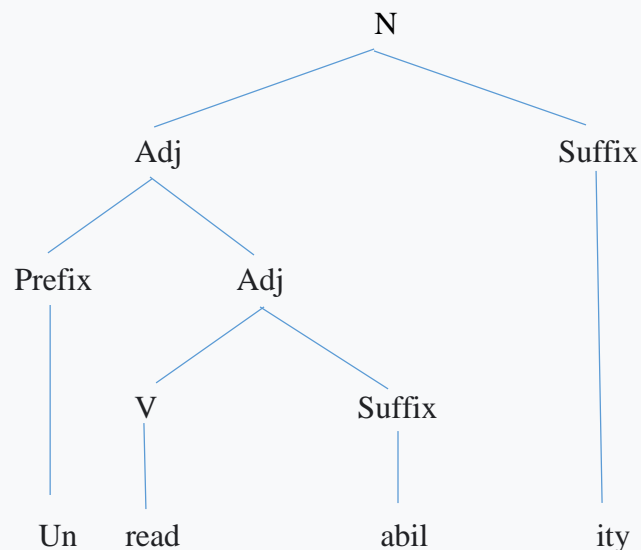 N
Adj Suffix
Prefix Adj
V Suffix
Un read abil ity